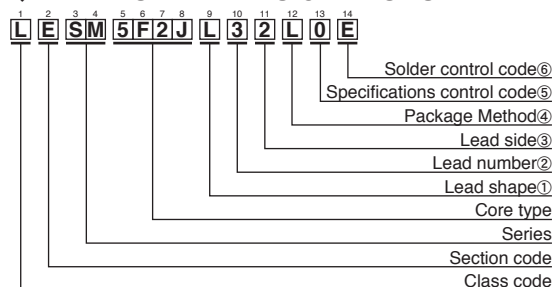 1 2 3 4 5 6 7 8 9 10 11 12 13 14
L E S M 5 F 2 J L 3 2 L 0 E
Solder control code⑥
Specifications control code⑤
Package Method④
Lead side③
Lead number②
Lead shape①
Core type
Series
Section code
Class code